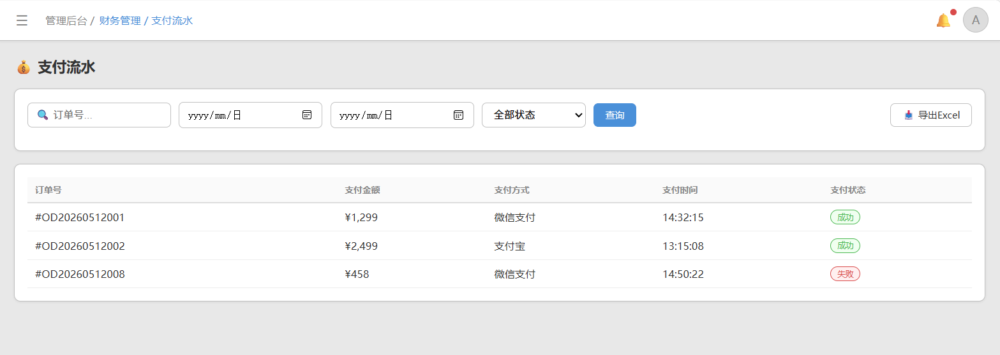 ☰ 管理后台 / 财务管理 / 支付流水 A
支付流水
订单号... yyyy/mm/日 yyyy/mm/日 全部状态 查询 导出Excel
订单号 支付金额 支付方式 支付时间 支付状态
#OD20260512001 ¥1,299 微信支付 14:32:15 成功
#OD20260512002 ¥2,499 支付宝 13:15:08 成功
#OD20260512008 ¥458 微信支付 14:50:22 失败